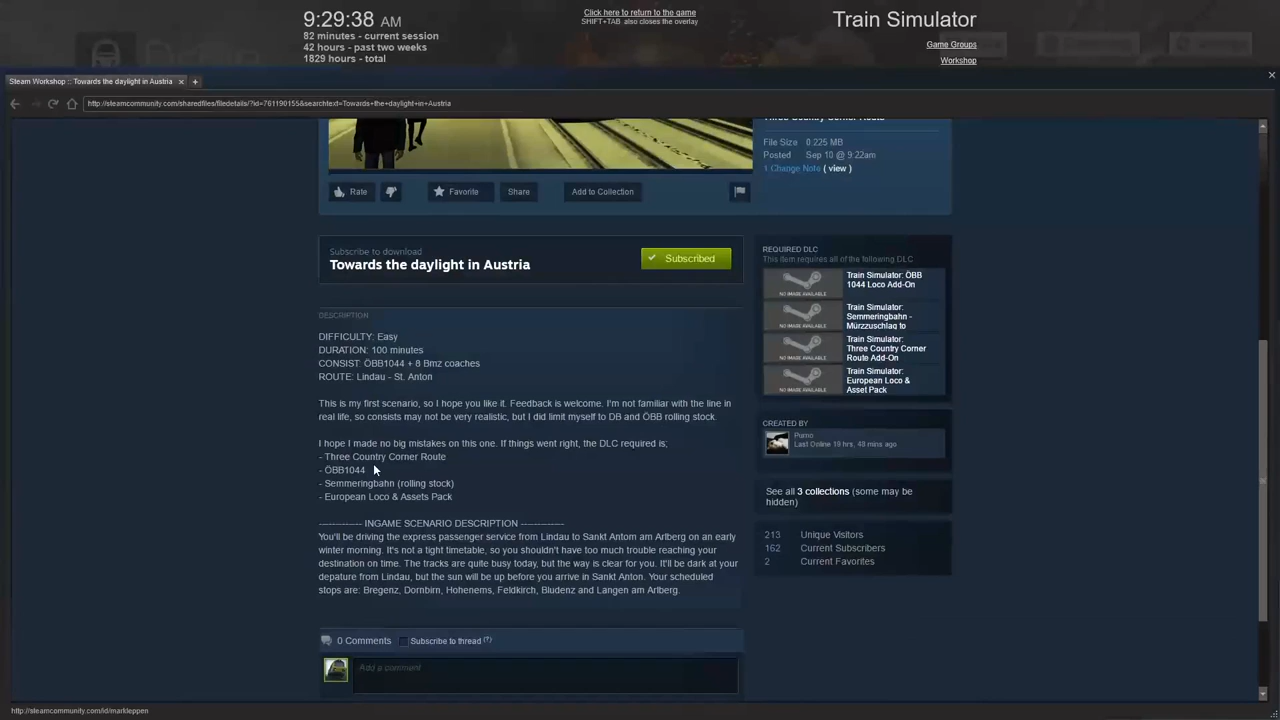 9:29:38 AM
82 minutes - current session
42 hours - past two weeks
1829 hours - total
Click here to return to the game
SHIFT+TAB also closes the overlay
Train Simulator
Game Groups
Workshop
Steam Workshop :: Towards the daylight in Austria
http://steamcommunity.com/sharedfiles/filedetails/?id=761190155&searchtext=Towards+the+daylight+in+Austria
Three Country Corner Route
File Size 0.225 MB
Posted Sep 10 @ 9:22am
1 Change Note ( view )
Rate
Favorite
Share
Add to Collection
Subscribe to download
Towards the daylight in Austria
Subscribed
DESCRIPTION
DIFFICULTY: Easy
DURATION: 100 minutes
CONSIST: ÖBB1044 + 8 Bmz coaches
ROUTE: Lindau - St. Anton
This is my first scenario, so I hope you like it. Feedback is welcome. I'm not familiar with the line in
real life, so consists may not be very realistic, but I did limit myself to DB and ÖBB rolling stock.
I hope I made no big mistakes on this one. If things went right, the DLC required is;
- Three Country Corner Route
- ÖBB1044
- Semmeringbahn (rolling stock)
- European Loco & Assets Pack
------------- INGAME SCENARIO DESCRIPTION -------------
You'll be driving the express passenger service from Lindau to Sankt Antom am Arlberg on an early
winter morning. It's not a tight timetable, so you shouldn't have too much trouble reaching your
destination on time. The tracks are quite busy today, but the way is clear for you. It'll be dark at your
depature from Lindau, but the sun will be up before you arrive in Sankt Anton. Your scheduled
stops are: Bregenz, Dornbirn, Hohenems, Feldkirch, Bludenz and Langen am Arlberg.
0 Comments
Subscribe to thread (?)
Add a comment
REQUIRED DLC
This item requires all of the following DLC
NO IMAGE AVAILABLE
Train Simulator: ÖBB
1044 Loco Add-On
NO IMAGE AVAILABLE
Train Simulator:
Semmeringbahn -
Mürzzuschlag to
NO IMAGE AVAILABLE
Train Simulator:
Three Country Corner
Route Add-On
NO IMAGE AVAILABLE
Train Simulator:
European Loco &
Asset Pack
CREATED BY
Purno
Last Online 19 hrs, 48 mins ago
See all 3 collections (some may be
hidden)
213 Unique Visitors
162 Current Subscribers
2 Current Favorites
http://steamcommunity.com/id/markleppen